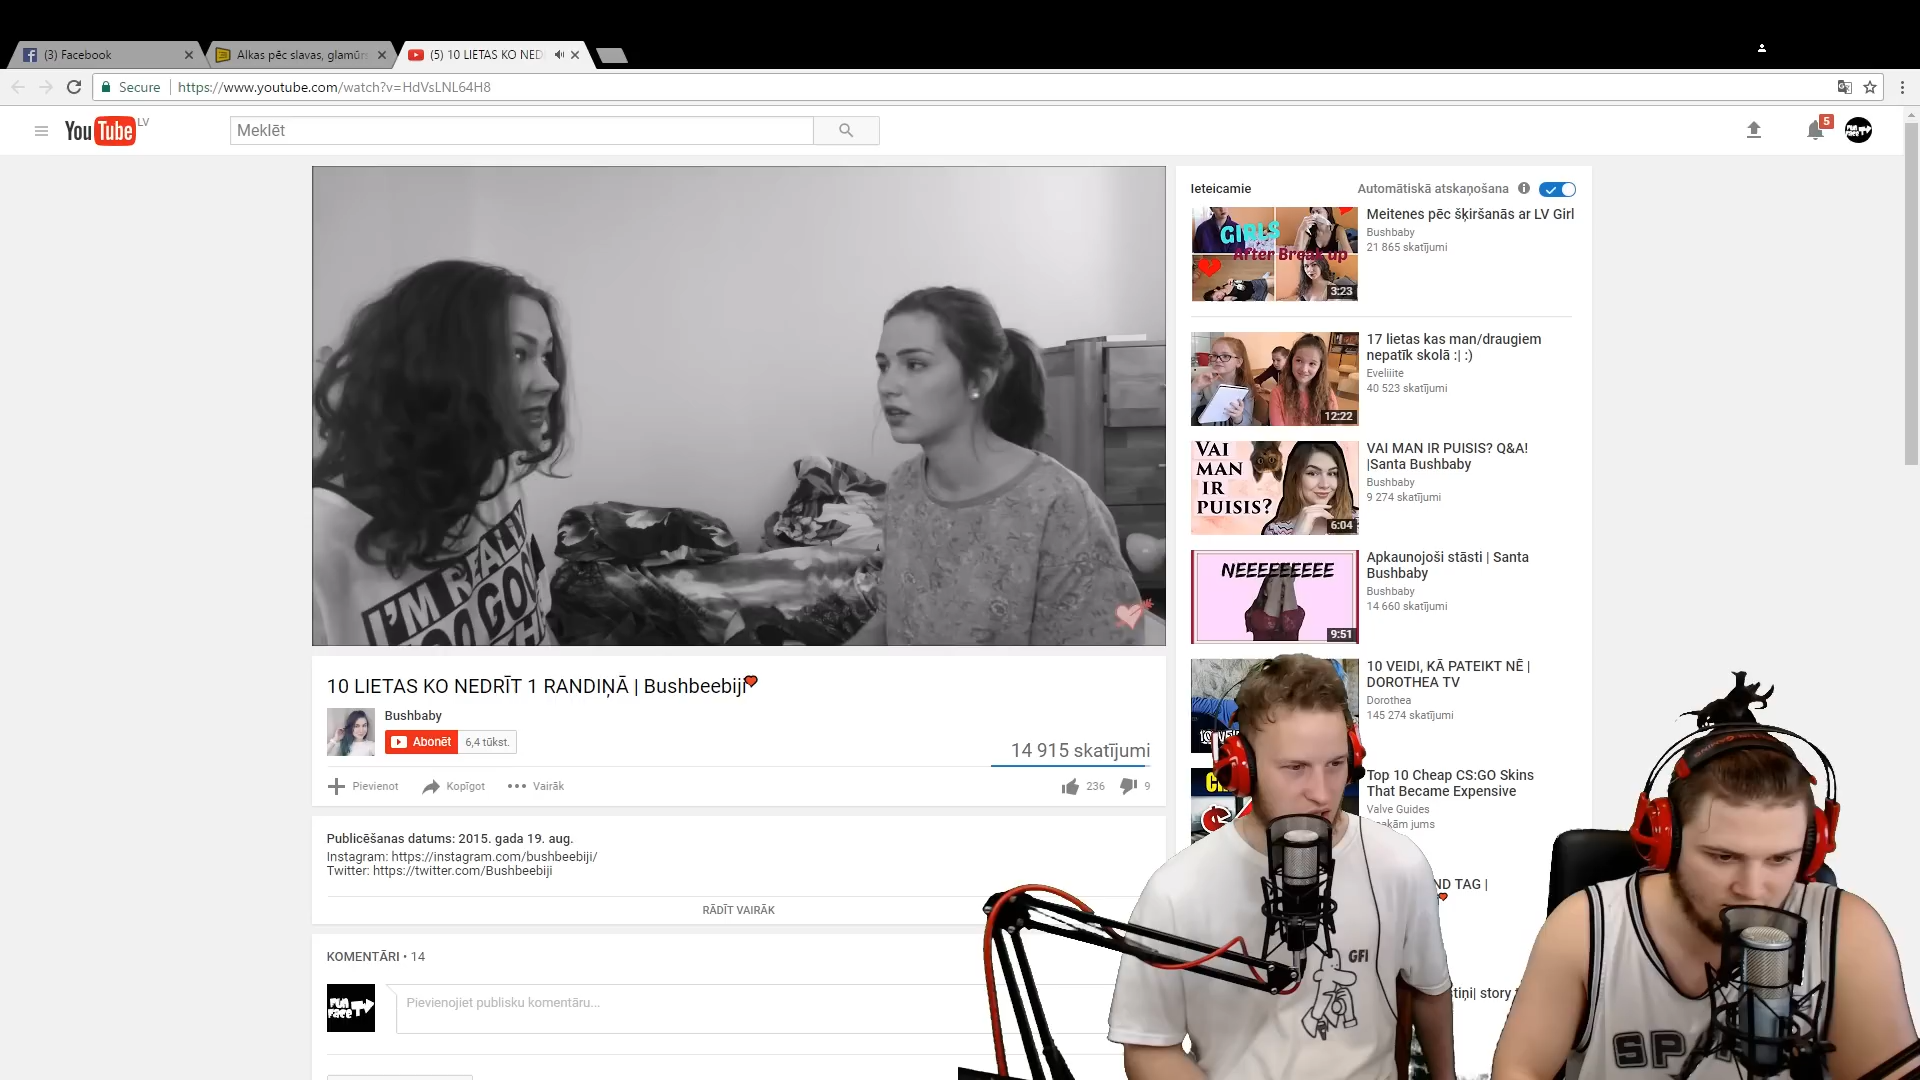 (3) Facebook
Alkas pēc slavas, glamūr
(5) 10 LIETAS KO NED
Secure
https://www.youtube.com/watch?v=HdVsLNL64H8
YouTube LV
Meklēt
5
Ieteicamie
Automātiskā atskaņošana
GIRLS
After Break up
3:23
Meitenes pēc šķiršanās ar LV Girl
Bushbaby
21 865 skatījumi
12:22
17 lietas kas man/draugiem
nepatīk skolā :| :)
Eveliiite
40 523 skatījumi
VAI
MAN
IR
PUISIS?
6:04
VAI MAN IR PUISIS? Q&A!
|Santa Bushbaby
Bushbaby
9 274 skatījumi
NEEEEEEEEE
9:51
Apkaunojoši stāsti | Santa
Bushbaby
Bushbaby
14 660 skatījumi
10 VEIDI, KĀ PATEIKT NĒ |
DOROTHEA TV
Dorothea
145 274 skatījumi
Top 10 Cheap CS:GO Skins
That Became Expensive
Valve Guides
jums
ND TAG |
story
I'M REALLY
GOO
10 LIETAS KO NEDRĪT 1 RANDIŅĀ | Bushbeebiji
Bushbaby
Abonēt
6,4 tūkst.
14 915 skatījumi
Pievienot
Kopīgot
Vairāk
236
9
Publicēšanas datums: 2015. gada 19. aug.
Instagram: https://instagram.com/bushbeebiji/
Twitter: https://twitter.com/Bushbeebiji
RĀDĪT VAIRĀK
KOMENTĀRI • 14
FUN FACE TV
Pievienojiet publisku komentāru...
GFI
SP